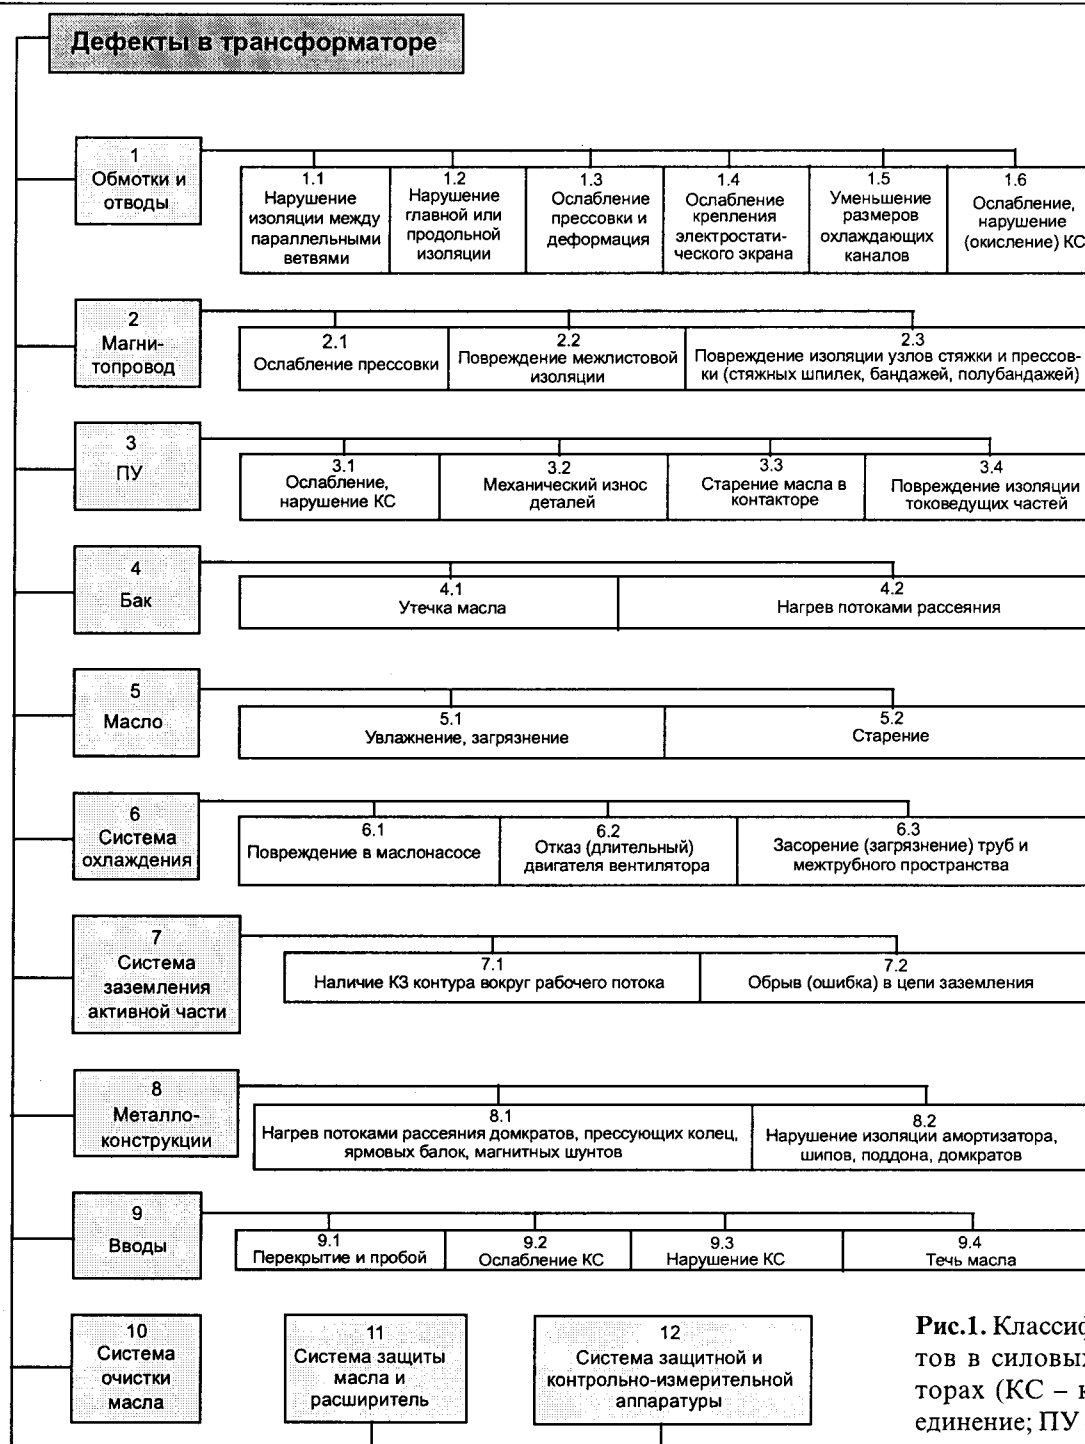 Дефекты в трансформаторе
1
Обмотки и
отводы
1.1
Нарушение
изоляции между
параллельными
ветвями
1.2
Нарушение
главной или
продольной
изоляции
1.3
Ослабление
прессовки и
деформация
1.4
Ослабление
крепления
электростати-
ческого экрана
1.5
Уменьшение
размеров
охлаждающих
каналов
1.6
Ослабление,
нарушение
(окисление) КС
2
Магни-
топровод
2.1
Ослабление прессовки
2.2
Повреждение межлистовой
изоляции
2.3
Повреждение изоляции узлов стяжки и прессов-
ки (стяжных шпилек, бандажей, полубандажей)
3
ПУ
3.1
Ослабление,
нарушение КС
3.2
Механический износ
деталей
3.3
Старение масла в
контакторе
3.4
Повреждение изоляции
токоведущих частей
4
Бак
4.1
Утечка масла
4.2
Нагрев потоками рассеяния
5
Масло
5.1
Увлажнение, загрязнение
5.2
Старение
6
Система
охлаждения
6.1
Повреждение в маслонасосе
6.2
Отказ (длительный)
двигателя вентилятора
6.3
Засорение (загрязнение) труб и
межтрубного пространства
7
Система
заземления
активной части
7.1
Наличие КЗ контура вокруг рабочего потока
7.2
Обрыв (ошибка) в цепи заземления
8
Металло-
конструкции
8.1
Нагрев потоками рассеяния домкратов, прессующих колец,
ярмовых балок, магнитных шунтов
8.2
Нарушение изоляции амортизатора,
шипов, поддона, домкратов
9
Вводы
9.1
Перекрытие и пробой
9.2
Ослабление КС
9.3
Нарушение КС
9.4
Течь масла
10
Система
очистки
масла
11
Система защиты
масла и
расширитель
12
Система защитной и
контрольно-измерительной
аппаратуры
Рис.1. Классиф
тов в силовых
торах (КС – к
единение; ПУ